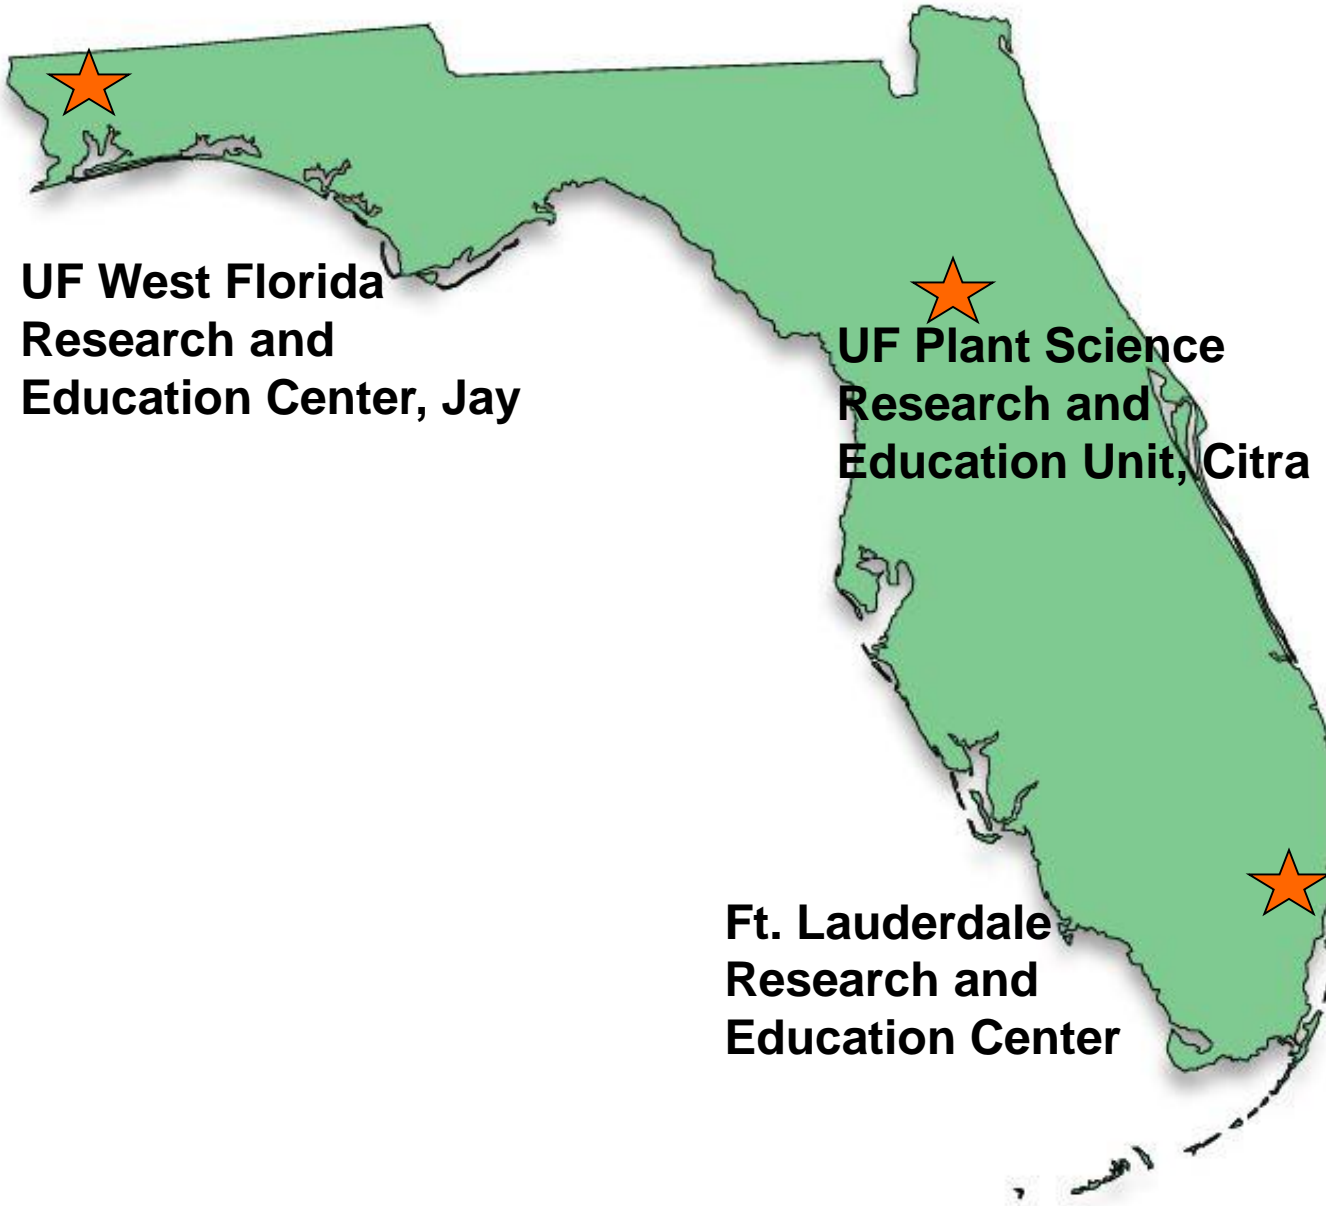 UF West Florida
Research and
Education Center, Jay
UF Plant Science
Research and
Education Unit, Citra
Ft. Lauderdale
Research and
Education Center